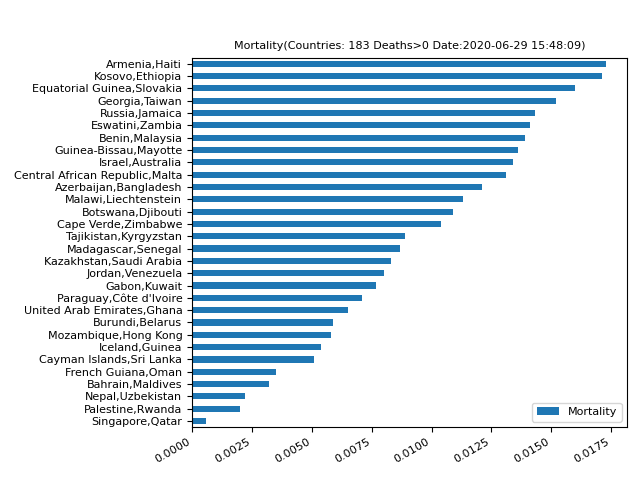 Mortality(Countries: 183 Deaths>0 Date:2020-06-29 15:48:09)
Armenia,Haiti
Kosovo,Ethiopia
Equatorial Guinea,Slovakia
Georgia,Taiwan
Russia,Jamaica
Eswatini,Zambia
Benin,Malaysia
Guinea-Bissau,Mayotte
Israel,Australia
Central African Republic,Malta
Azerbaijan,Bangladesh
Malawi,Liechtenstein
Botswana,Djibouti
Cape Verde,Zimbabwe
Tajikistan,Kyrgyzstan
Madagascar,Senegal
Kazakhstan,Saudi Arabia
Jordan,Venezuela
Gabon,Kuwait
Paraguay,Côte d'Ivoire
United Arab Emirates,Ghana
Burundi,Belarus
Mozambique,Hong Kong
Iceland,Guinea
Cayman Islands,Sri Lanka
French Guiana,Oman
Bahrain,Maldives
Nepal,Uzbekistan
Palestine,Rwanda
Singapore,Qatar
Mortality
0.0000 0.0025 0.0050 0.0075 0.0100 0.0125 0.0150 0.0175